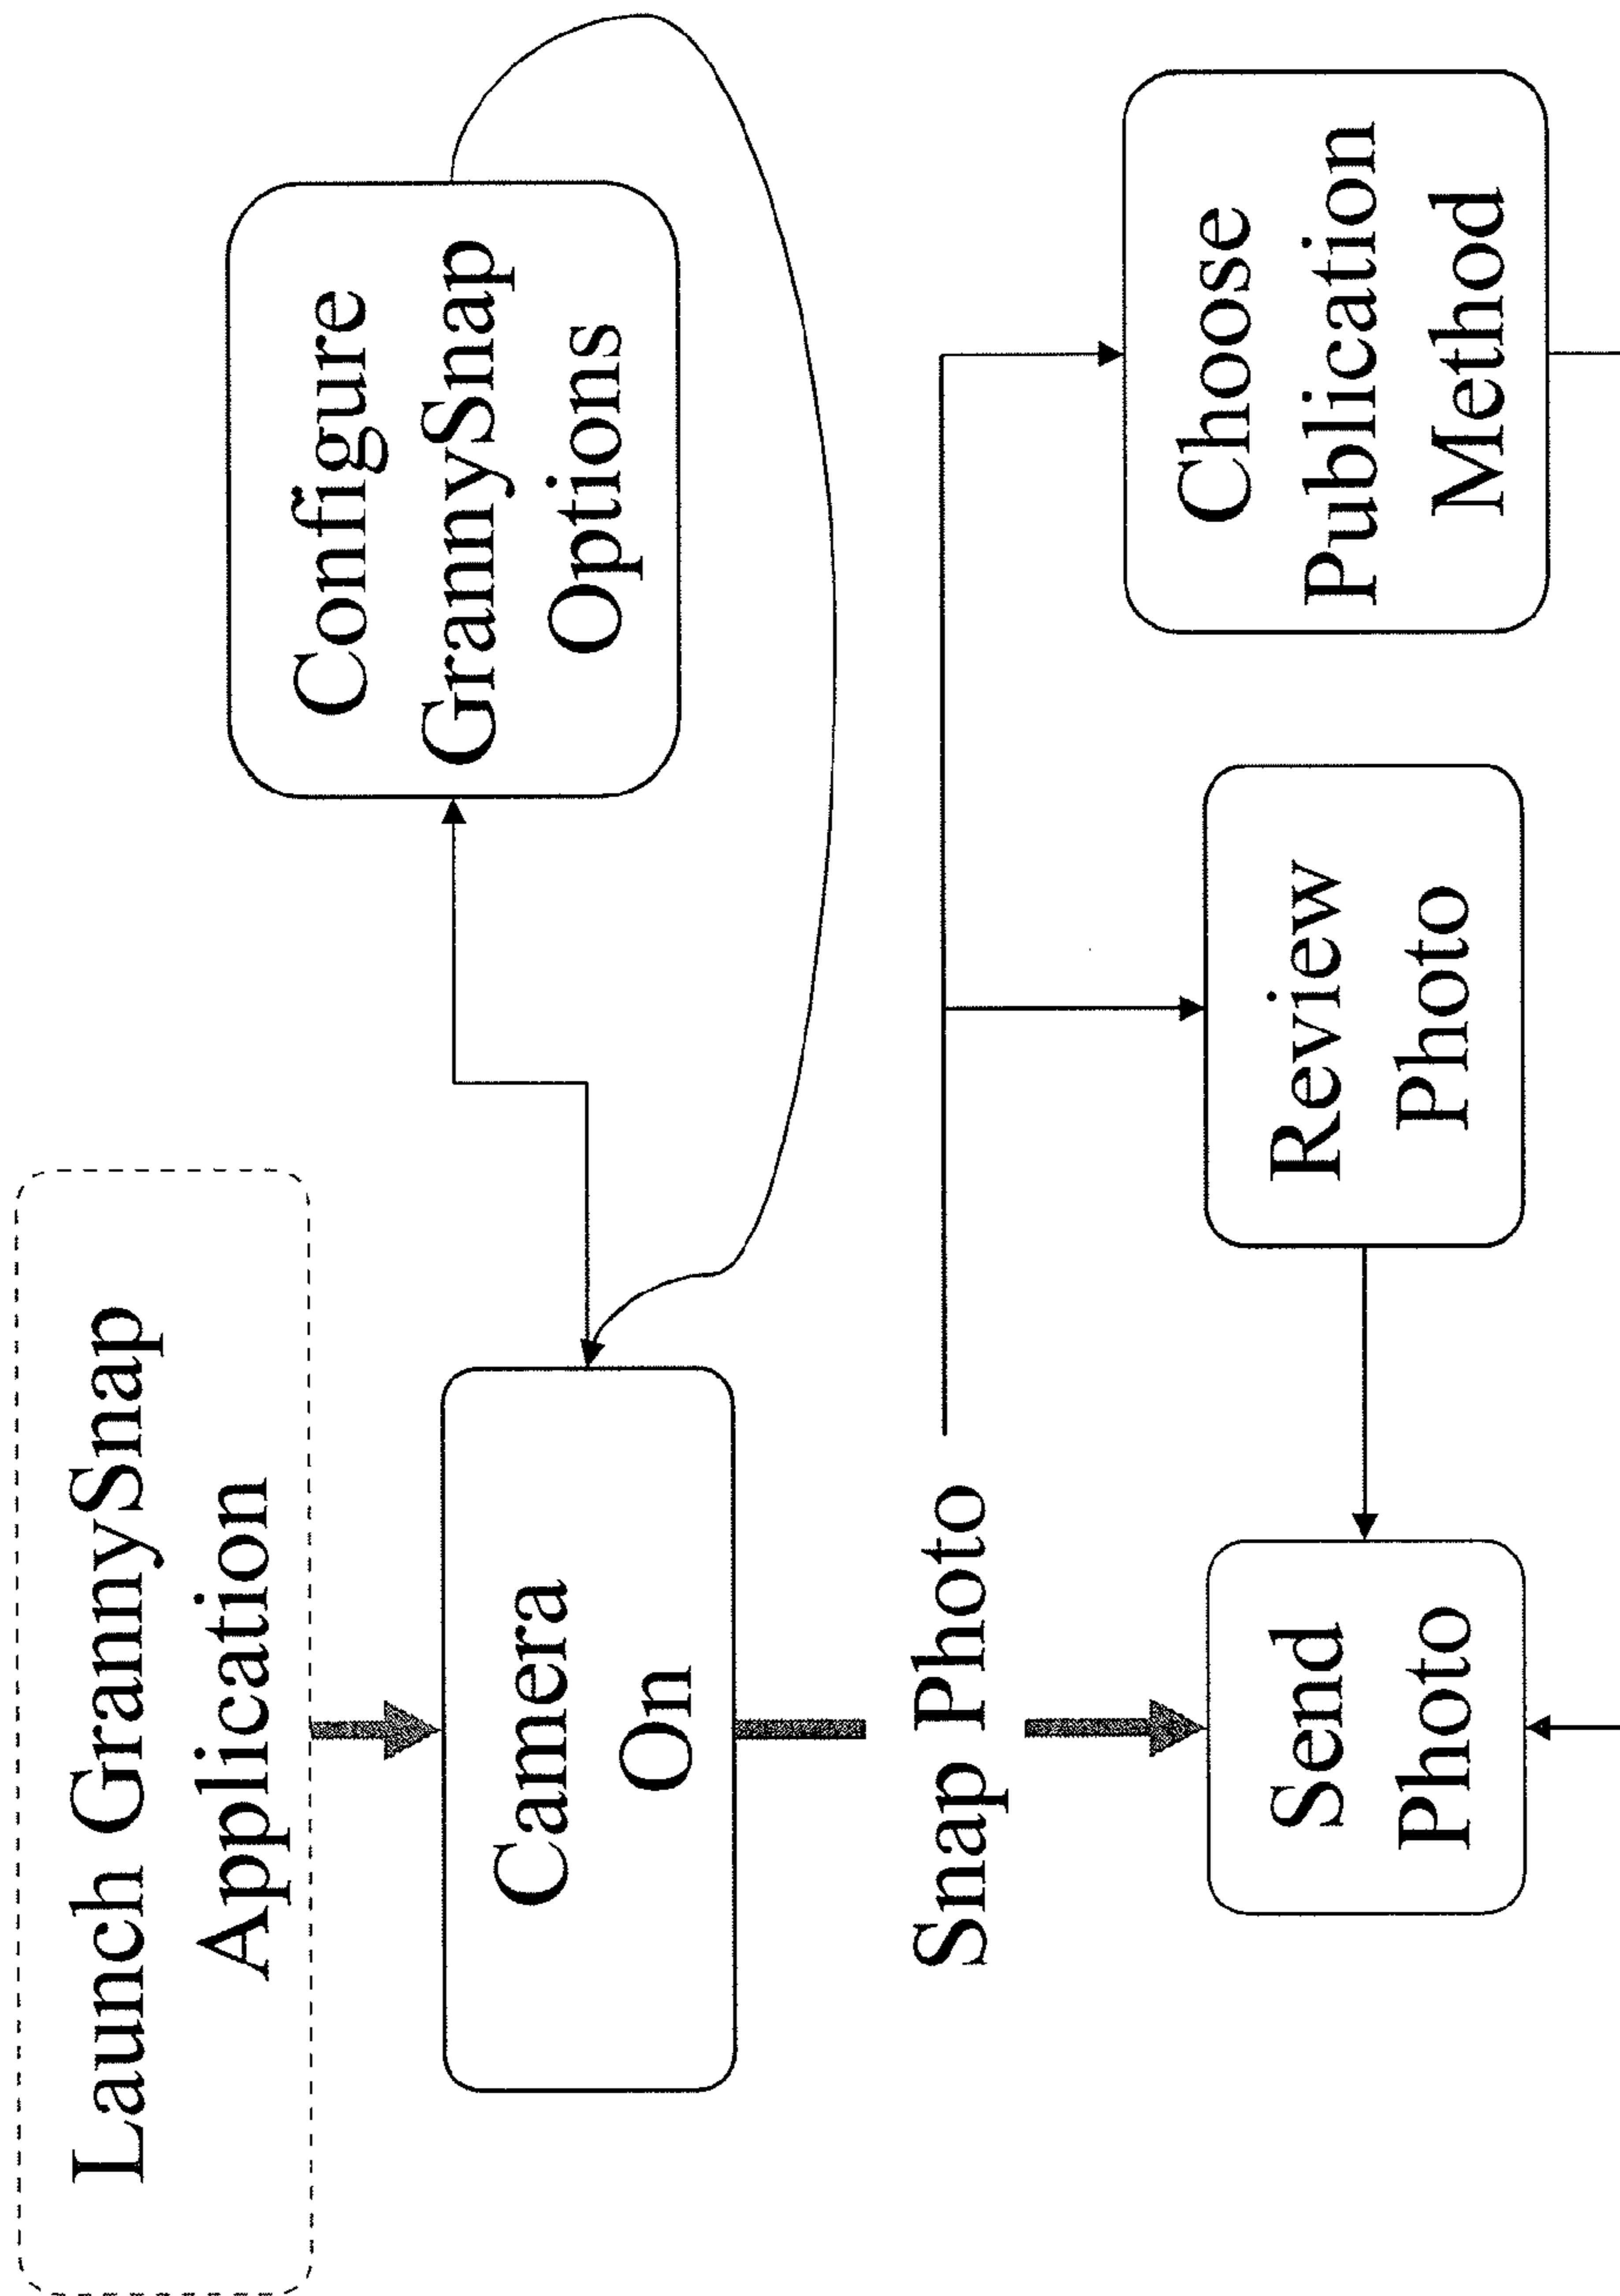 Launch GrannySnap
Application
Camera
On
Configure
GrannySnap
Options
Snap Photo
Send
Photo
Review
Photo
Choose
Publication
Method